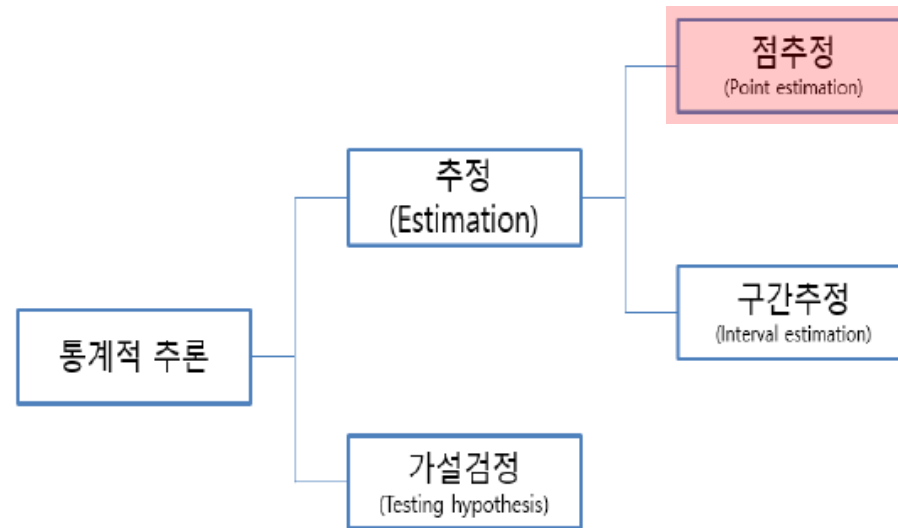 점추정
(Point estimation)
추정
(Estimation)
구간추정
(Interval estimation)
통계적 추론
가설검정
(Testing hypothesis)